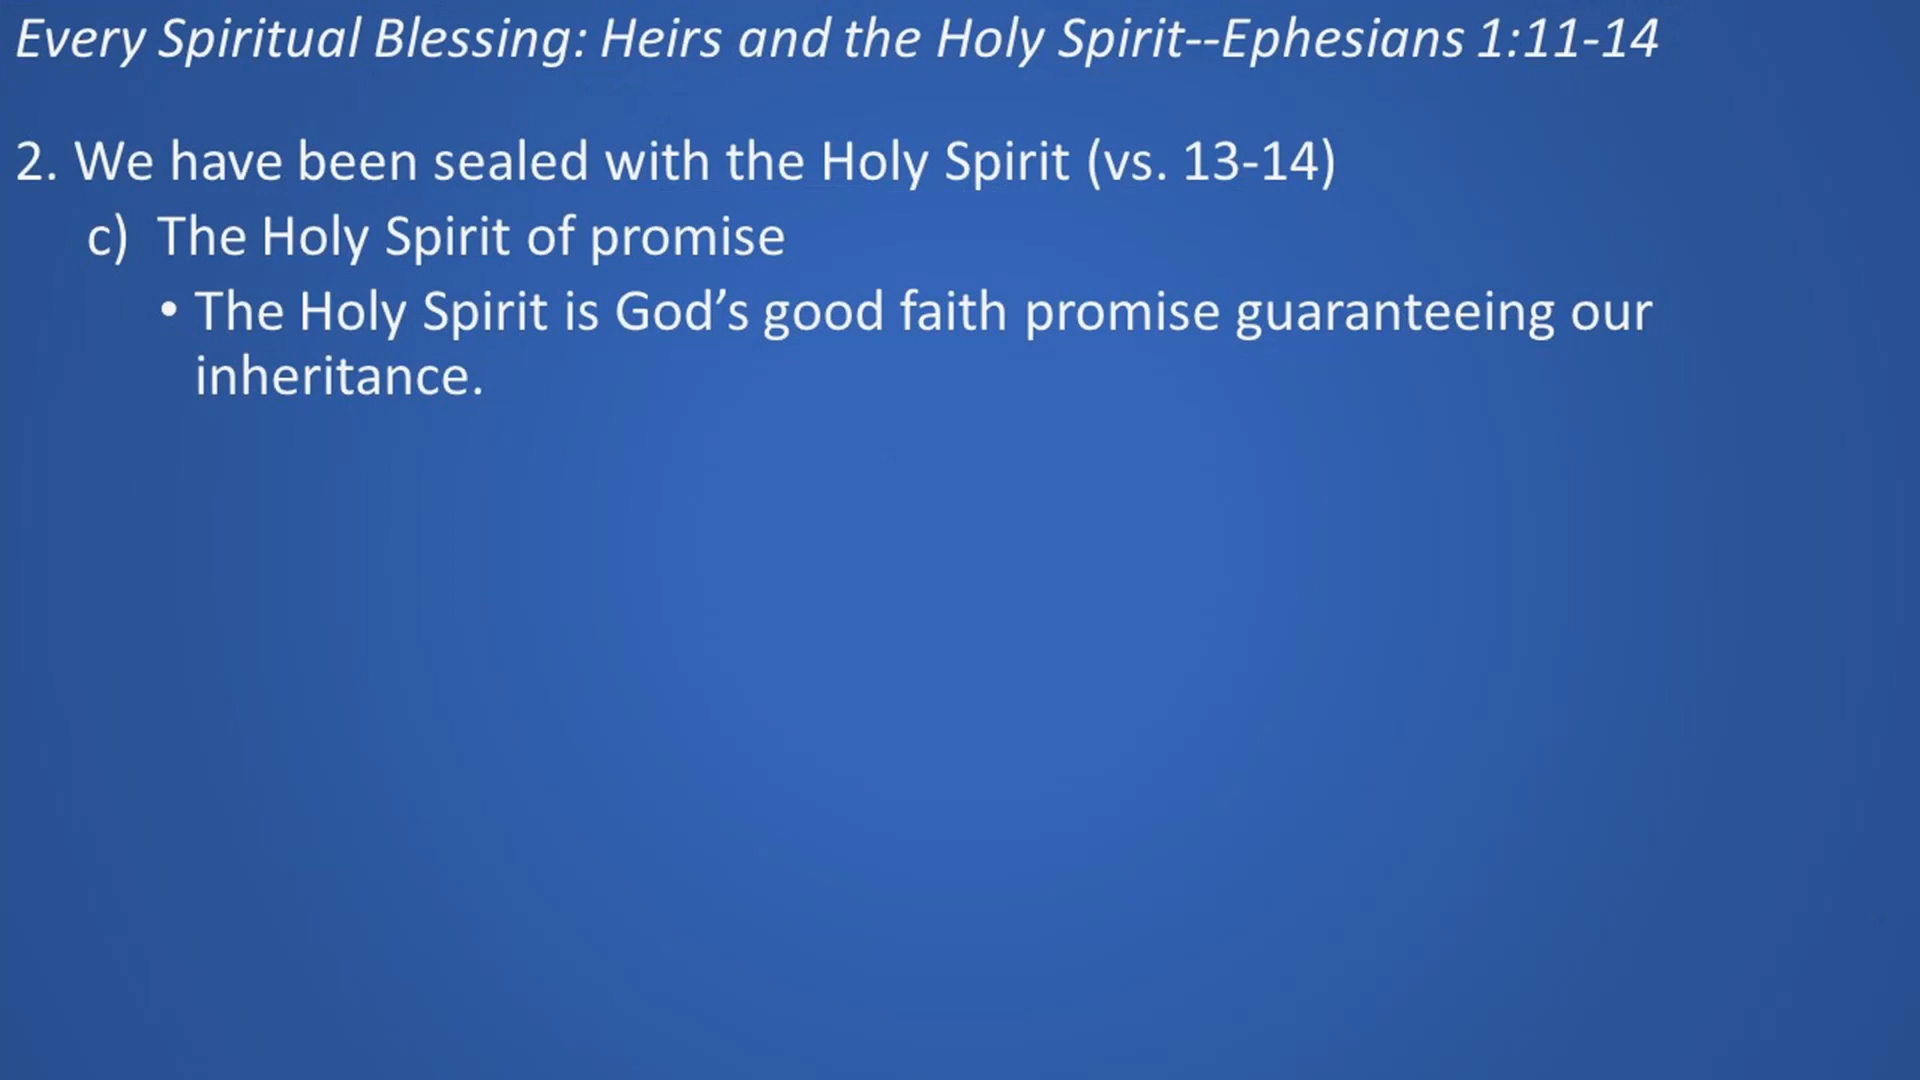 Every Spiritual Blessing: Heirs and the Holy Spirit--Ephesians 1:11-14
2. We have been sealed with the Holy Spirit (vs. 13-14)
c) The Holy Spirit of promise
• The Holy Spirit is God’s good faith promise guaranteeing our
inheritance.